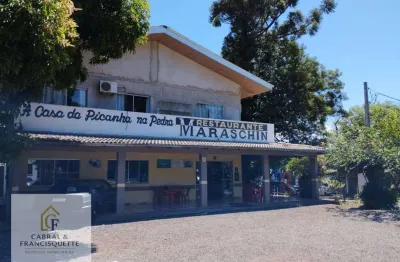 RESTAURANTE
MARASCHIN
A Casa da Picanha na Pedra
CABRAL
& FRANCISQUETTE